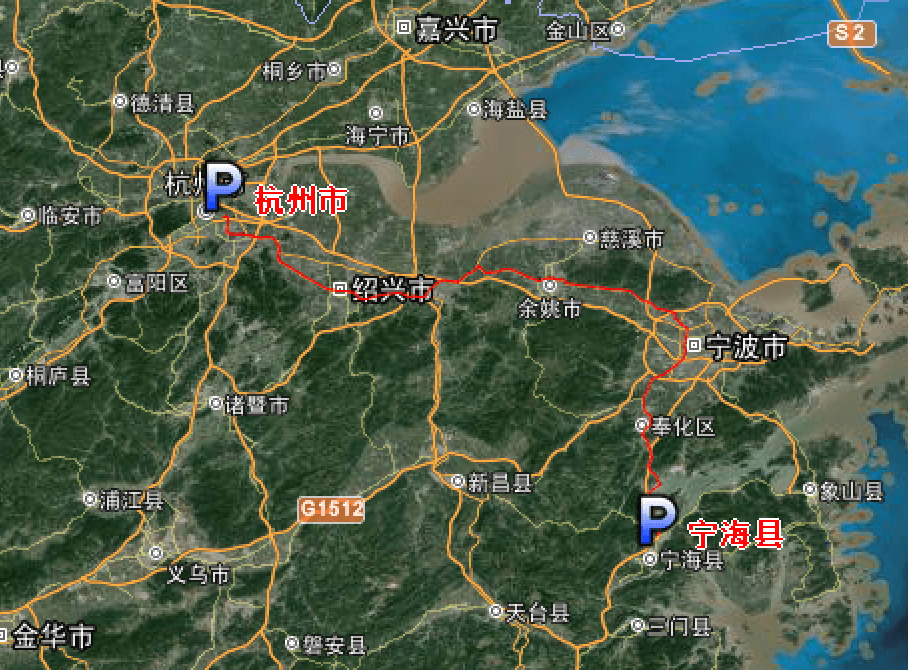 嘉兴市
金山区
S2
桐乡市
德清县
海盐县
海宁市
杭州
杭州市
临安市
慈溪市
富阳区
绍兴市
余姚市
宁波市
桐庐县
诸暨市
奉化区
新昌县
象山县
浦江县
G1512
宁海县
宁海县
义乌市
天台县
三门县
金华市
磐安县